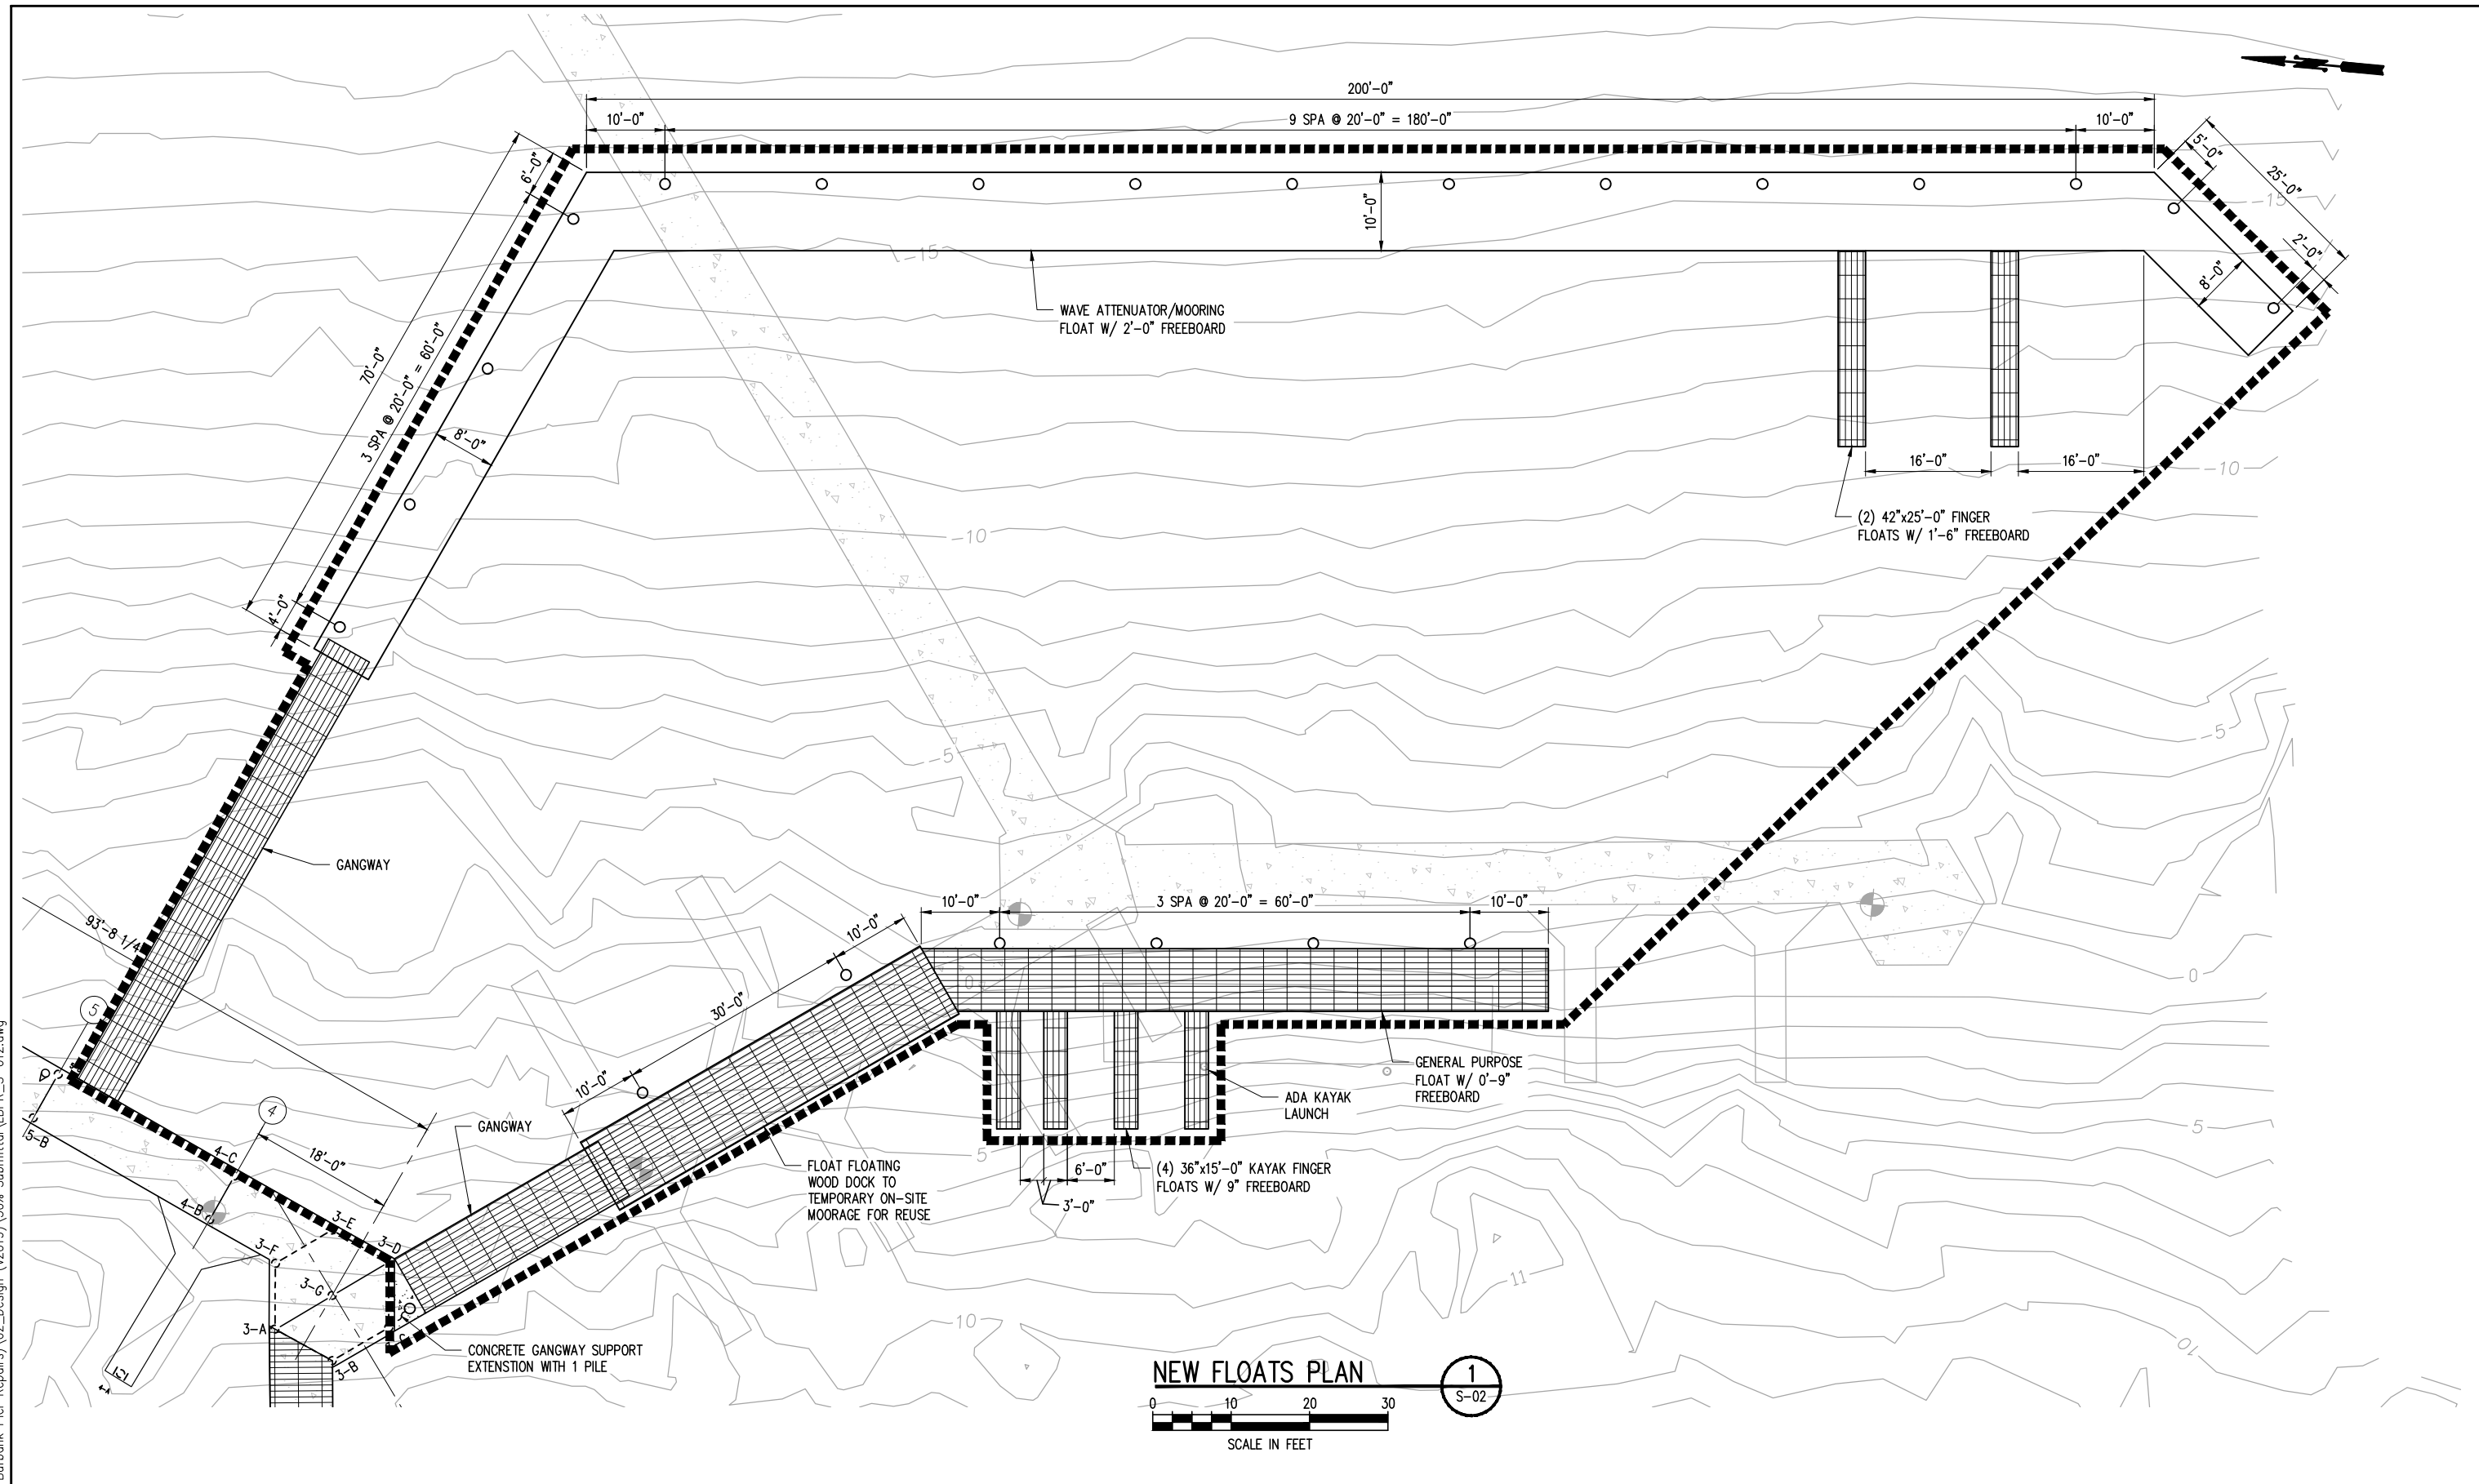 200'-0"
10'-0"
9 SPA @ 20'-0" = 180'-0"
10'-0"
6'-0"
5'-0"
25'-0"
-15
10'-0"
2'-0"
8'-0"
-15
WAVE ATTENUATOR/MOORING
FLOAT W/ 2'-0" FREEBOARD
70'-0"
3 SPA @ 20'-0" = 60'-0"
8'-0"
16'-0"
16'-0"
-10
(2) 42"x25'-0" FINGER
FLOATS W/ 1'-6" FREEBOARD
-10
4'-0"
-5
-5
GANGWAY
93'-8 1/4
10'-0"
3 SPA @ 20'-0" = 60'-0"
10'-0"
10'-0"
0
0
30'-0"
5
10'-0"
GENERAL PURPOSE
FLOAT W/ 0'-9"
FREEBOARD
ADA KAYAK
LAUNCH
4
GANGWAY
5-B
4-C
18'-0"
5
5
FLOAT FLOATING
WOOD DOCK TO
TEMPORARY ON-SITE
MOORAGE FOR REUSE
6'-0"
(4) 36"x15'-0" KAYAK FINGER
FLOATS W/ 9" FREEBOARD
3'-0"
4-B
3-E
3-F
3-D
3-G
11
10
3-A
3-B
CONCRETE GANGWAY SUPPORT
EXTENSTION WITH 1 PILE
10
NEW FLOATS PLAN
1
S-02
0 10 20 30
SCALE IN FEET